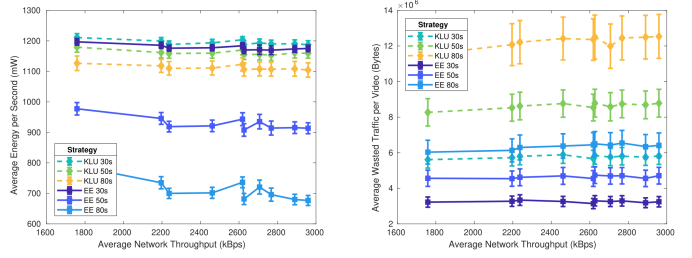 1300
1200
1100
1000
900
800
700
600
1600
1800
2000
2200
2400
2600
2800
3000
Average Energy per Second (mW)
Average Network Throughput (kBps)
Strategy
KLU 30s
KLU 50s
KLU 80s
EE 30s
EE 50s
EE 80s
× 10⁶
14
12
10
8
6
4
2
1600
1800
2000
2200
2400
2600
2800
3000
Average Wasted Traffic per Video (Bytes)
Average Network Throughput (kBps)
Strategy
KLU 30s
KLU 50s
KLU 80s
EE 30s
EE 50s
EE 80s